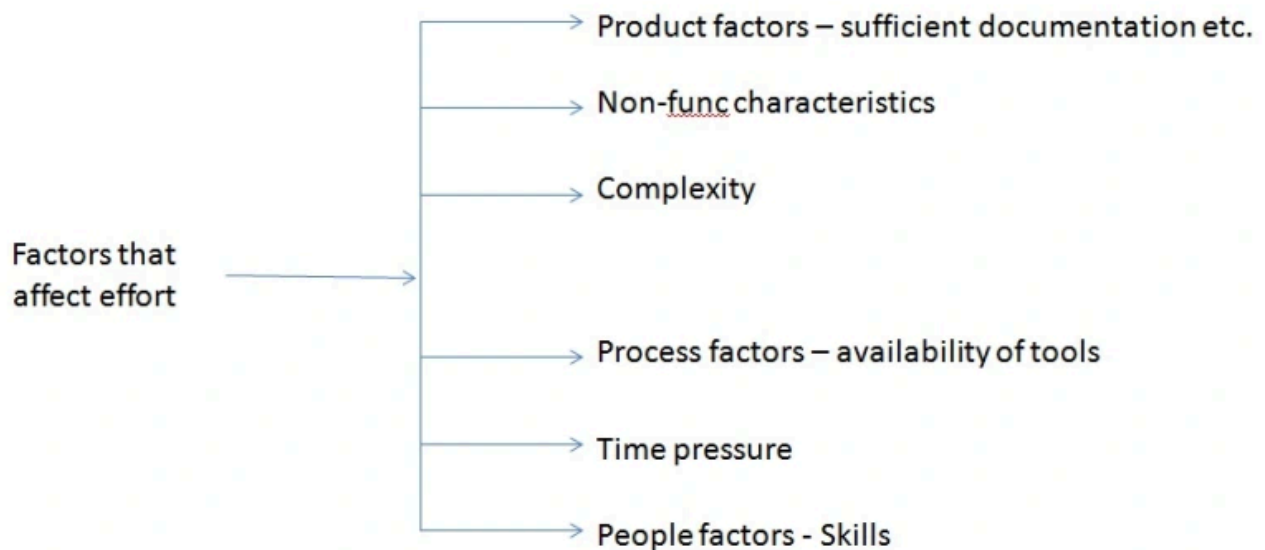 Product factors – sufficient documentation etc.
Non-func characteristics
Complexity
Factors that
affect effort
Process factors – availability of tools
Time pressure
People factors - Skills